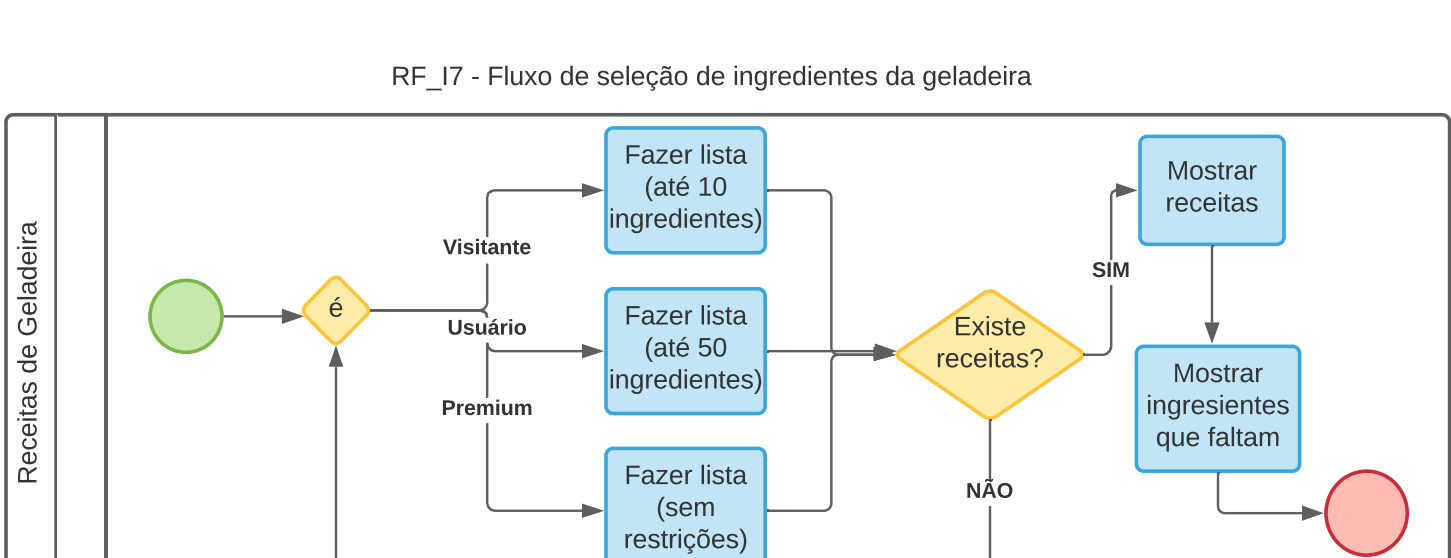 RF_I7 - Fluxo de seleção de ingredientes da geladeira
Receitas de Geladeira
é
Visitante
Usuário
Premium
Fazer lista
(até 10
ingredientes)
Fazer lista
(até 50
ingredientes)
Fazer lista
(sem
restrições)
Existe
receitas?
SIM
NÃO
Mostrar
receitas
Mostrar
ingresientes
que faltam